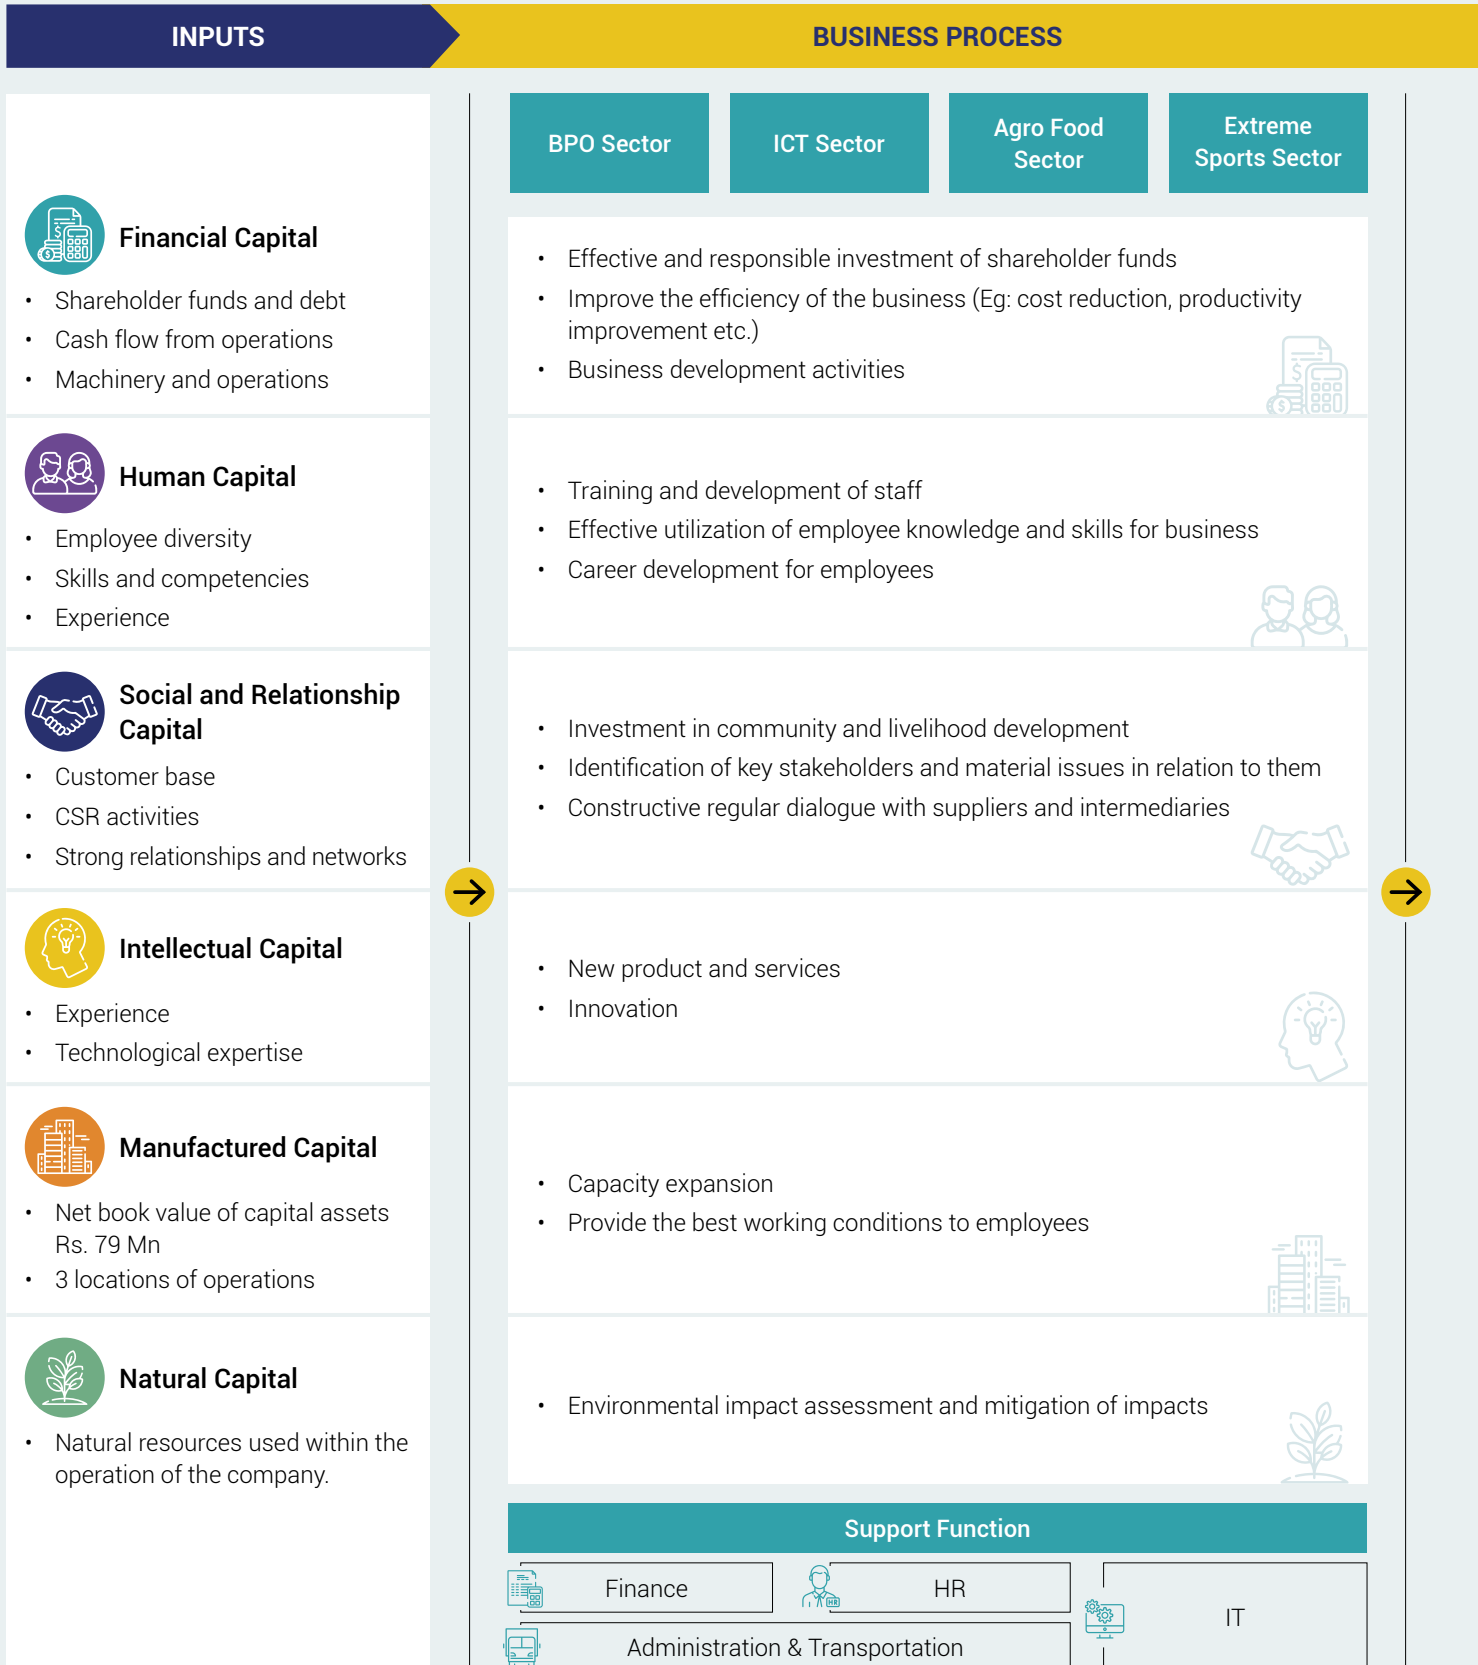 INPUTS
BUSINESS PROCESS
BPO Sector
ICT Sector
Agro Food
Sector
Extreme
Sports Sector
Financial Capital
• Shareholder funds and debt
• Cash flow from operations
• Machinery and operations
• Effective and responsible investment of shareholder funds
• Improve the efficiency of the business (Eg: cost reduction, productivity
improvement etc.)
• Business development activities
Human Capital
• Employee diversity
• Skills and competencies
• Experience
• Training and development of staff
• Effective utilization of employee knowledge and skills for business
• Career development for employees
Social and Relationship
Capital
• Customer base
• CSR activities
• Strong relationships and networks
• Investment in community and livelihood development
• Identification of key stakeholders and material issues in relation to them
• Constructive regular dialogue with suppliers and intermediaries
Intellectual Capital
• Experience
• Technological expertise
• New product and services
• Innovation
Manufactured Capital
• Net book value of capital assets
Rs. 79 Mn
• 3 locations of operations
• Capacity expansion
• Provide the best working conditions to employees
Natural Capital
• Natural resources used within the
operation of the company.
• Environmental impact assessment and mitigation of impacts
Support Function
Finance
HR
HR
IT
Administration & Transportation